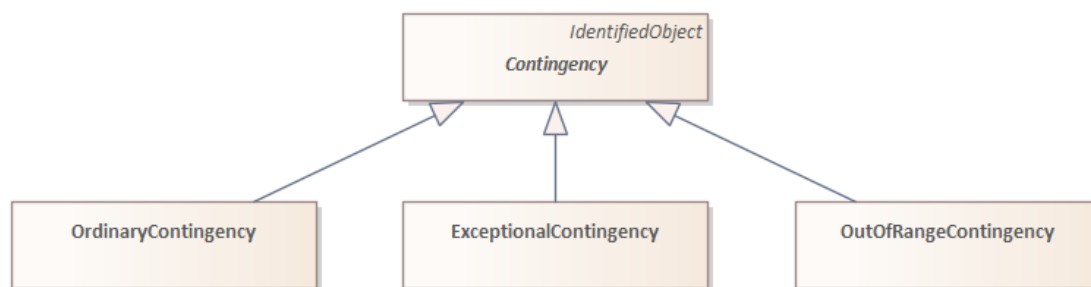 IdentifiedObject
Contingency
OrdinaryContingency
ExceptionalContingency
OutOfRangeContingency